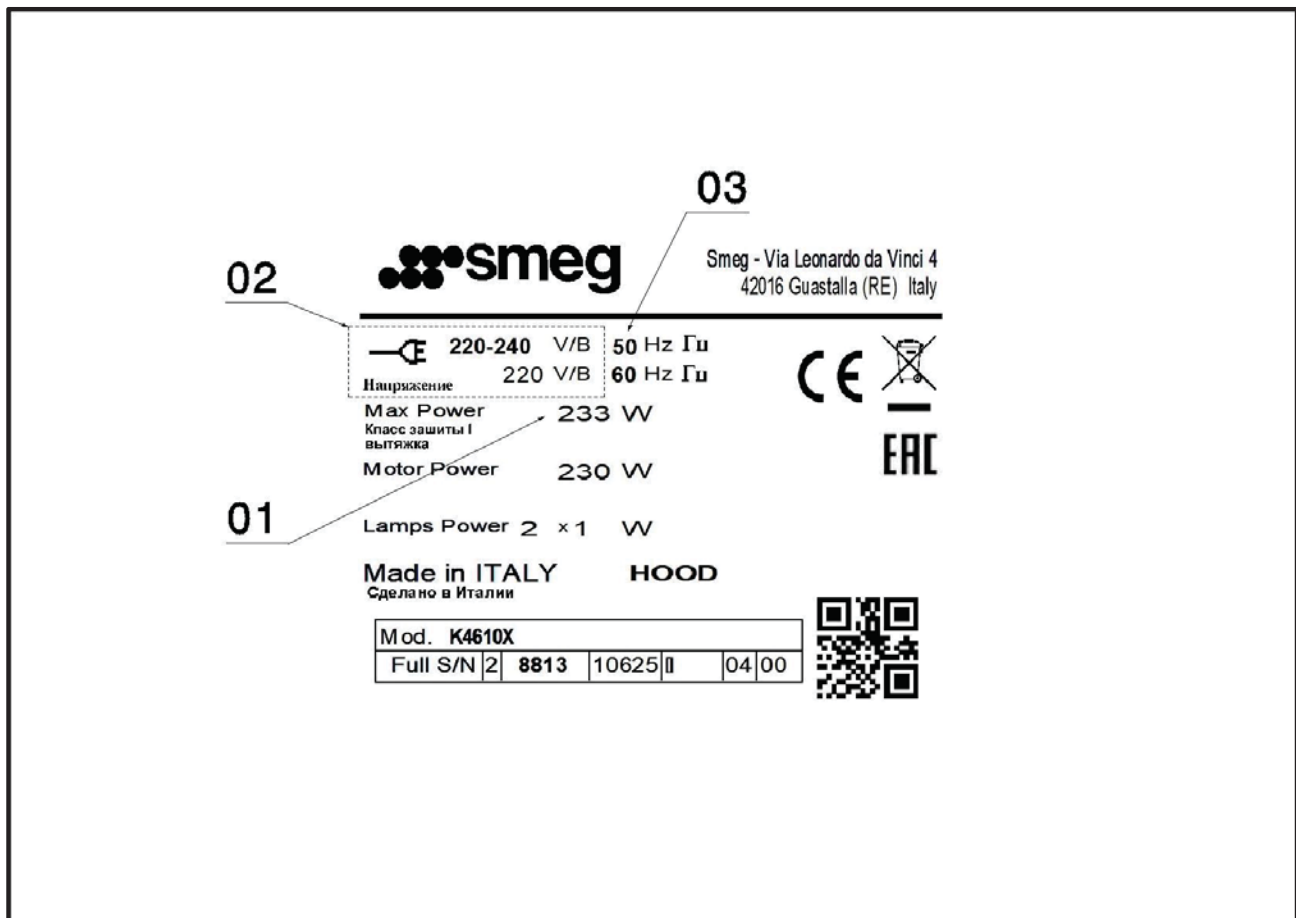 03
smeg
Smeg - Via Leonardo da Vinci 4
42016 Guastalla (RE) Italy
02
220-240 V/B 50 Hz Гц
220 V/B 60 Hz Гц
Напряжение
Max Power 233 W
Класс зашиты I
вытяжка
Motor Power 230 W
01
Lamps Power 2 x 1 W
Made in ITALY HOOD
Сделано в Италии
Mod. K4610X
Full S/N 2 8813 10625 04 00
CE
EAC